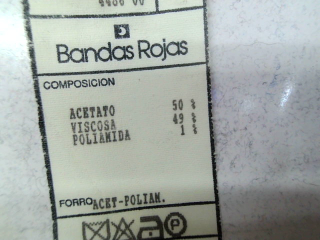 Bandas Rojas
COMPOSICION
ACETATO 50 %
VISCOSA 49 %
POLIAMIDA 1 %
FORRO ACET-POLIAM.
A P